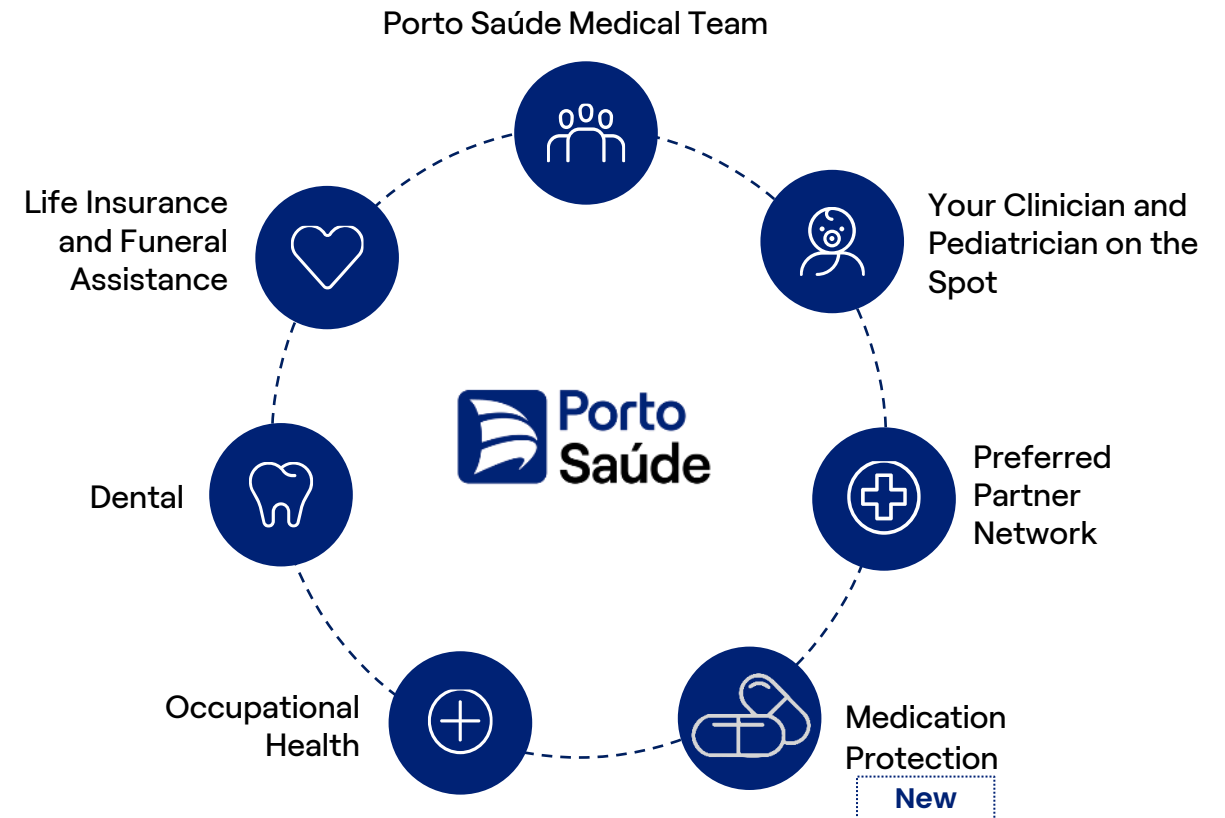 Porto Saúde Medical Team
Your Clinician and
Pediatrician on the
Spot
Preferred
Partner
Network
Medication
Protection
New
Occupational
Health
Dental
Life Insurance
and Funeral
Assistance
Porto
Saúde